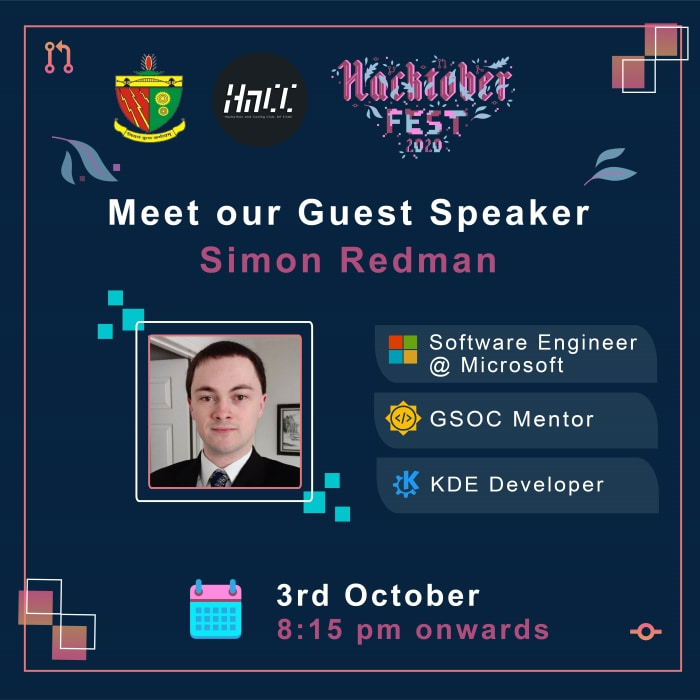 HnCC
Hacktober
FEST
2020
Meet our Guest Speaker
Simon Redman
Software Engineer
@ Microsoft
GSOC Mentor
KDE Developer
3rd October
8:15 pm onwards